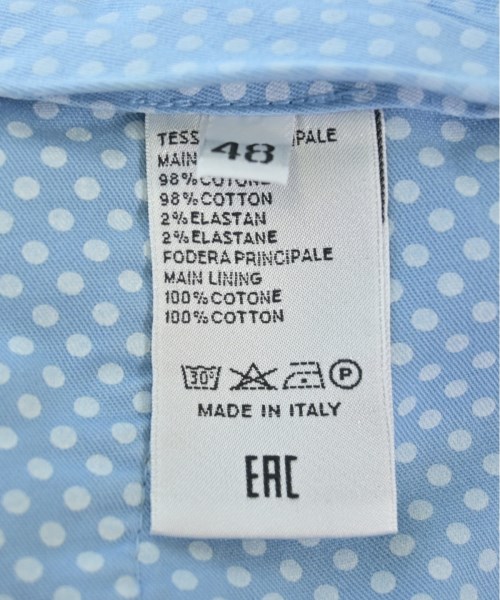 TESS
48
MAIN
98% COTONE
98% COTTON
2% ELASTAN
2% ELASTANE
FODERA PRINCIPALE
MAIN LINING
100% COTONE
100% COTTON
30°
P
MADE IN ITALY
EAC